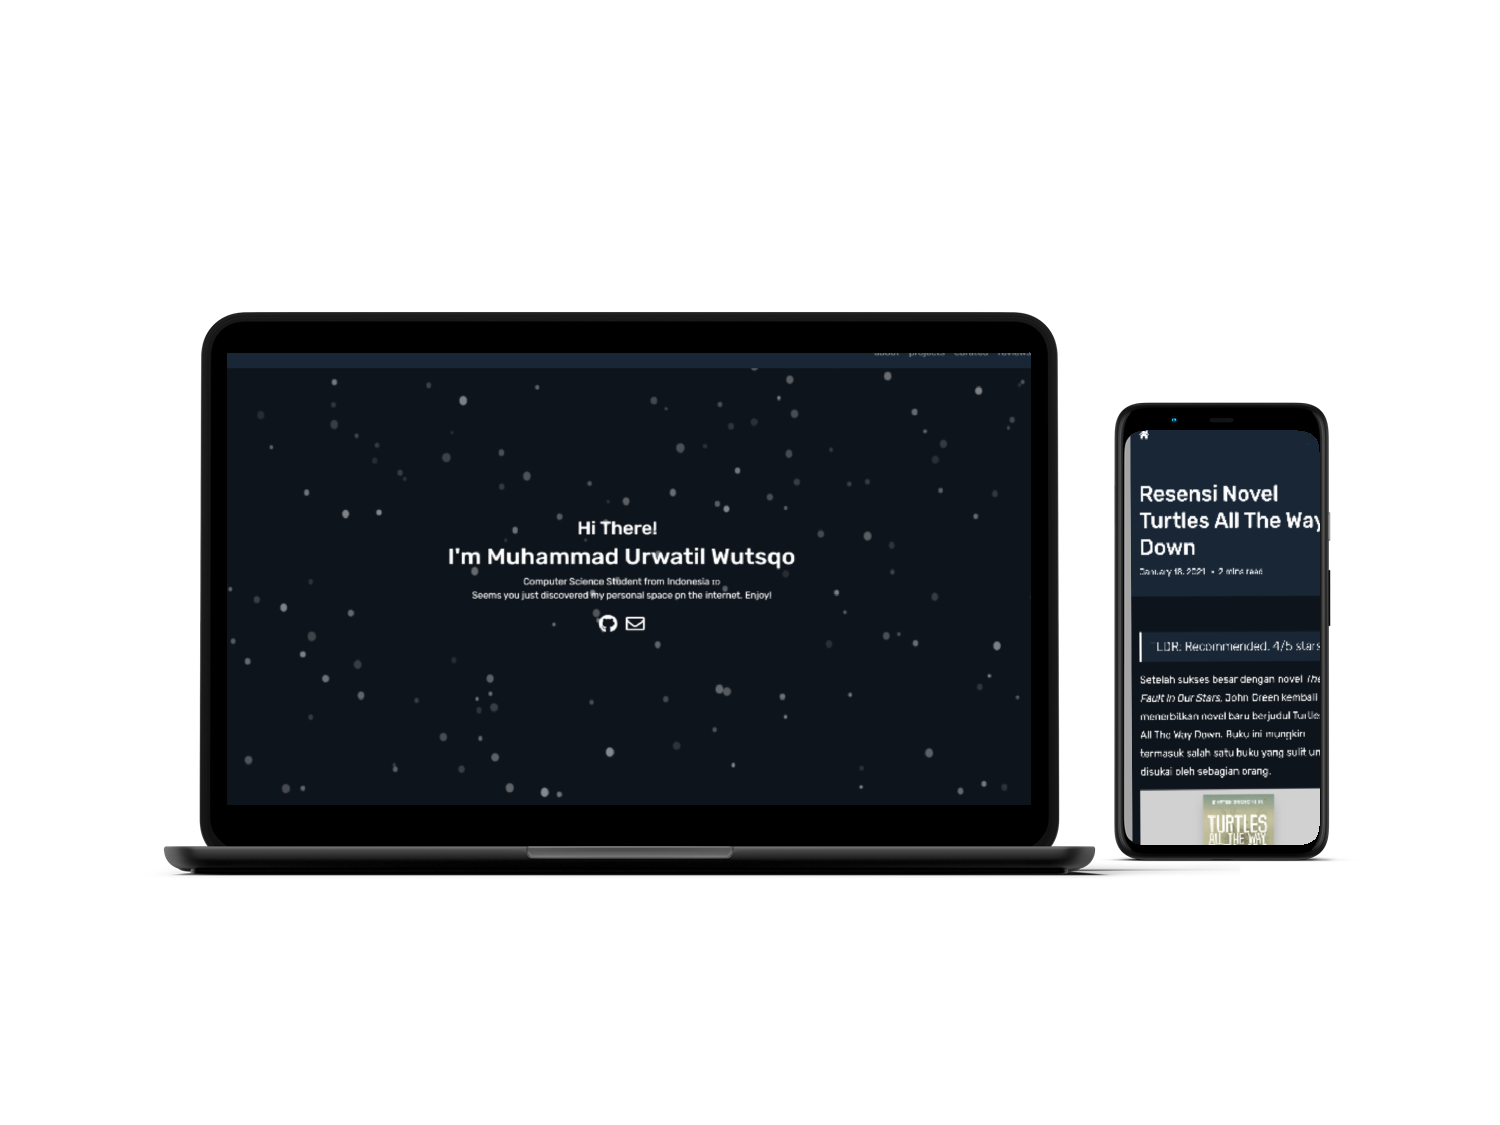 about projects curated reviews
Hi There!
I'm Muhammad Urwatil Wutsqo
Computer Science Student from Indonesia ID
Seems you just discovered my personal space on the internet. Enjoy!
Resensi Novel
Turtles All The Way
Down
January 18, 2021 • 2 mins read
TLDR: Recommended. 4/5 stars
Setelah sukses besar dengan novel The
Fault In Our Stars, John Green kembali
menerbitkan novel baru berjudul Turtles
All The Way Down. Buku ini mungkin
termasuk salah satu buku yang sulit un
disukai oleh sebagian orang.
TURTLES
ALL THE WAY